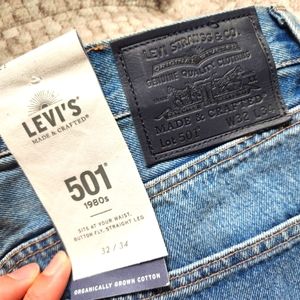 LEVI'S®
MADE & CRAFTED®
501®
1980s
SITS AT YOUR WAIST,
BUTTON FLY, STRAIGHT LEG
32 / 34
ORGANICALLY GROWN COTTON
LEVI STRAUSS & CO.
GENUINE QUALITY CLOTHING
MADE & CRAFTED®
Lot 501®